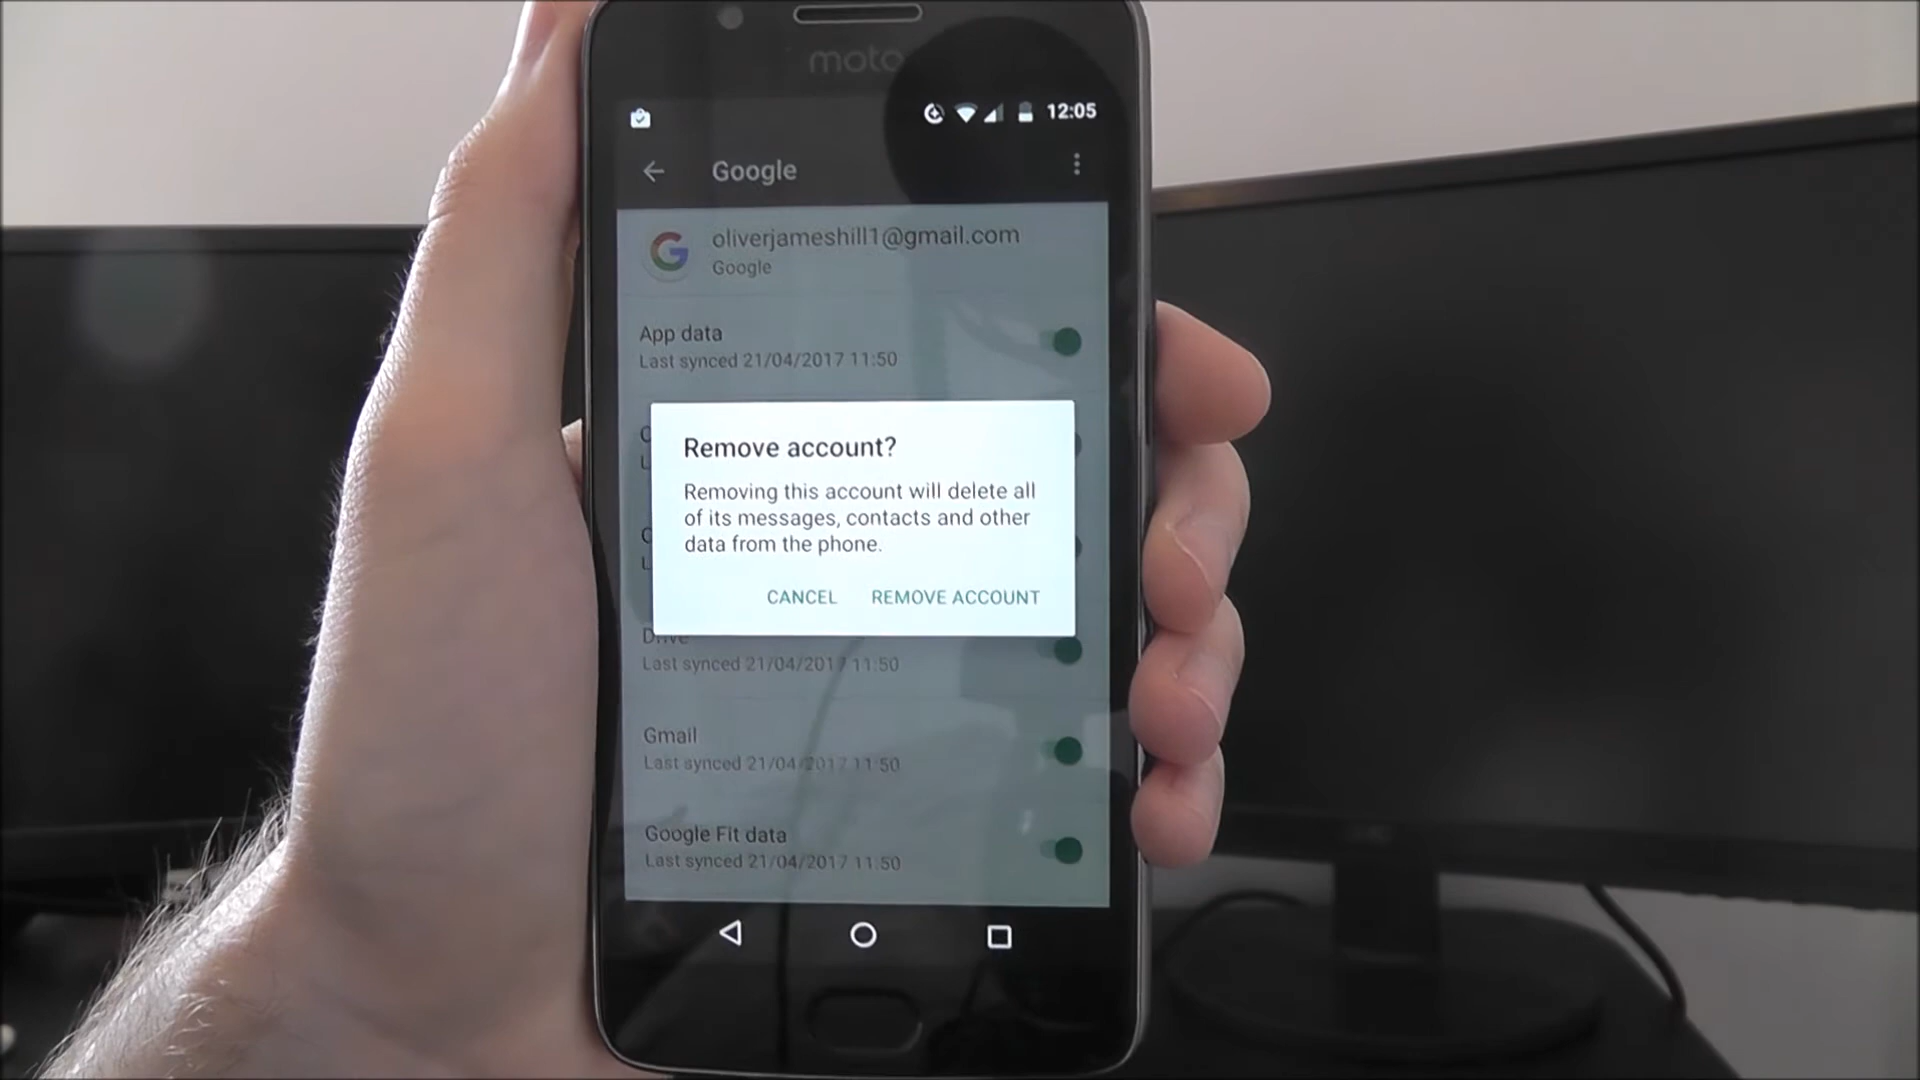 moto
12:05
Google
oliverjameshill1@gmail.com
Google
App data
Last synced 21/04/2017 11:50
Remove account?
Removing this account will delete all
of its messages, contacts and other
data from the phone.
CANCEL REMOVE ACCOUNT
Drive
Last synced 21/04/2017 11:50
Gmail
Last synced 21/04/2017 11:50
Google Fit data
Last synced 21/04/2017 11:50